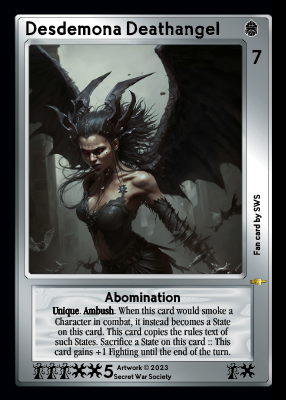 Desdemona Deathangel
7
Fan card by SWS
Abomination
Unique. Ambush. When this card would smoke a
Character in combat, it instead becomes a State
on this card. This card copies the rules text of
such States. Sacrifice a State on this card :: This
card gains +1 Fighting until the end of the turn.
5
Artwork © 2023
Secret War Society